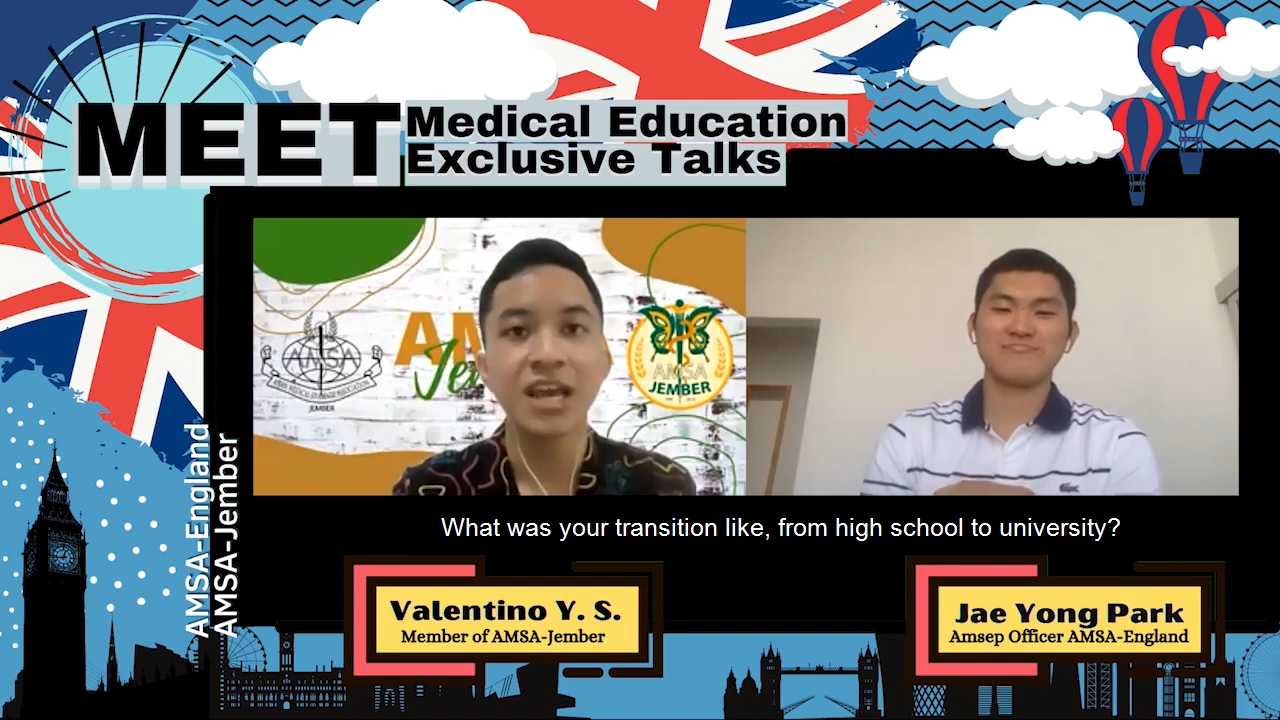 MEET
Medical Education
Exclusive Talks
AMSA-England
AMSA-Jember
AMSA
JEMBER
AMSA
JEMBER
What was your transition like, from high school to university?
Valentino Y. S.
Member of AMSA-Jember
Jae Yong Park
Amsep Officer AMSA-England